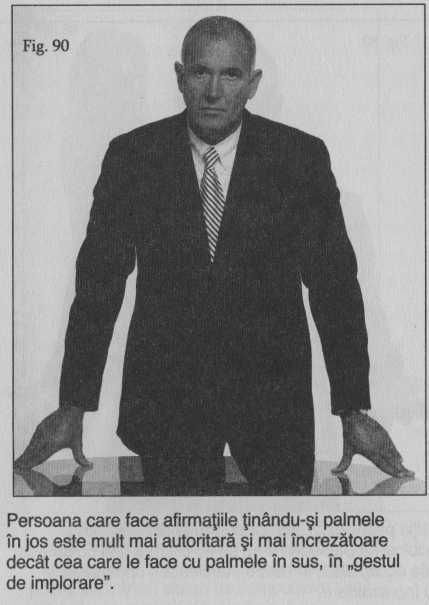 Fig. 90
Persoana care face afirmaţiile ţinându-şi palmele
în jos este mult mai autoritară şi mai încrezătoare
decât cea care le face cu palmele în sus, în „gestul
de implorare”.